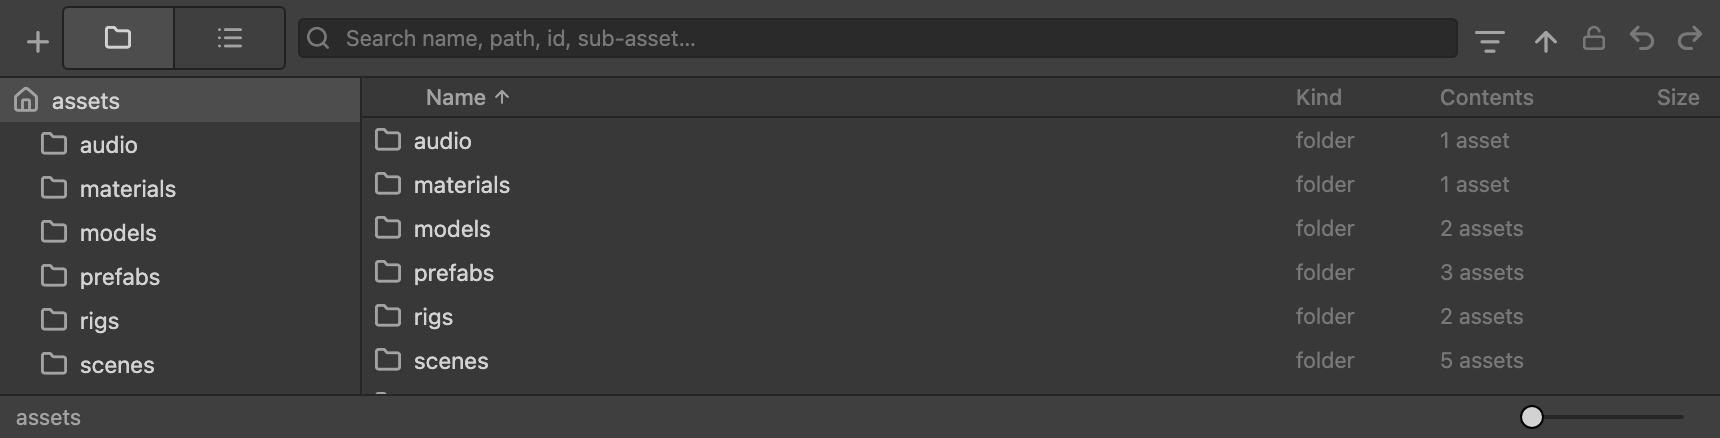 Search name, path, id, sub-asset...
assets
audio
materials
models
prefabs
rigs
scenes
Name Kind Contents Size
audio folder 1 asset
materials folder 1 asset
models folder 2 assets
prefabs folder 3 assets
rigs folder 2 assets
scenes folder 5 assets
assets